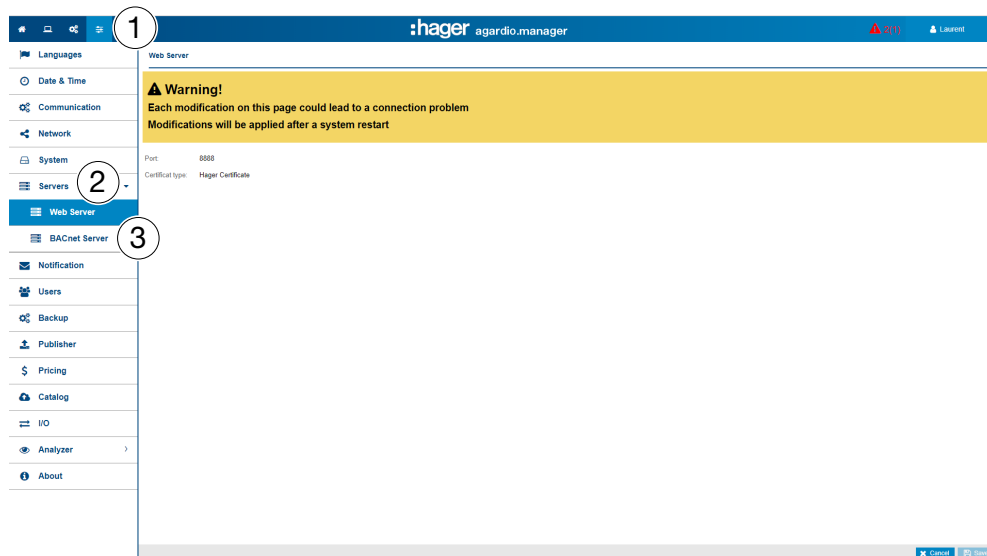 1
:hager agardio.manager
2(1)
Laurent
Languages
Date & Time
Communication
Network
System
Servers
2
Web Server
BACnet Server
3
Notification
Users
Backup
Publisher
Pricing
Catalog
I/O
Analyzer
About
Web Server
Warning!
Each modification on this page could lead to a connection problem
Modifications will be applied after a system restart
Port: 8888
Certificat type: Hager Certificate
Cancel
Save